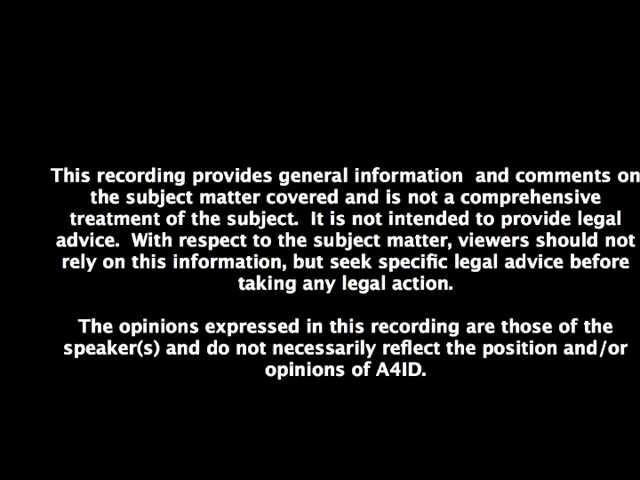 This recording provides general information  and comments on
the subject matter covered and is not a comprehensive
treatment of the subject.  It is not intended to provide legal
advice.  With respect to the subject matter, viewers should not
rely on this information, but seek specific legal advice before
taking any legal action.
The opinions expressed in this recording are those of the
speaker(s) and do not necessarily reflect the position and/or
opinions of A4ID.